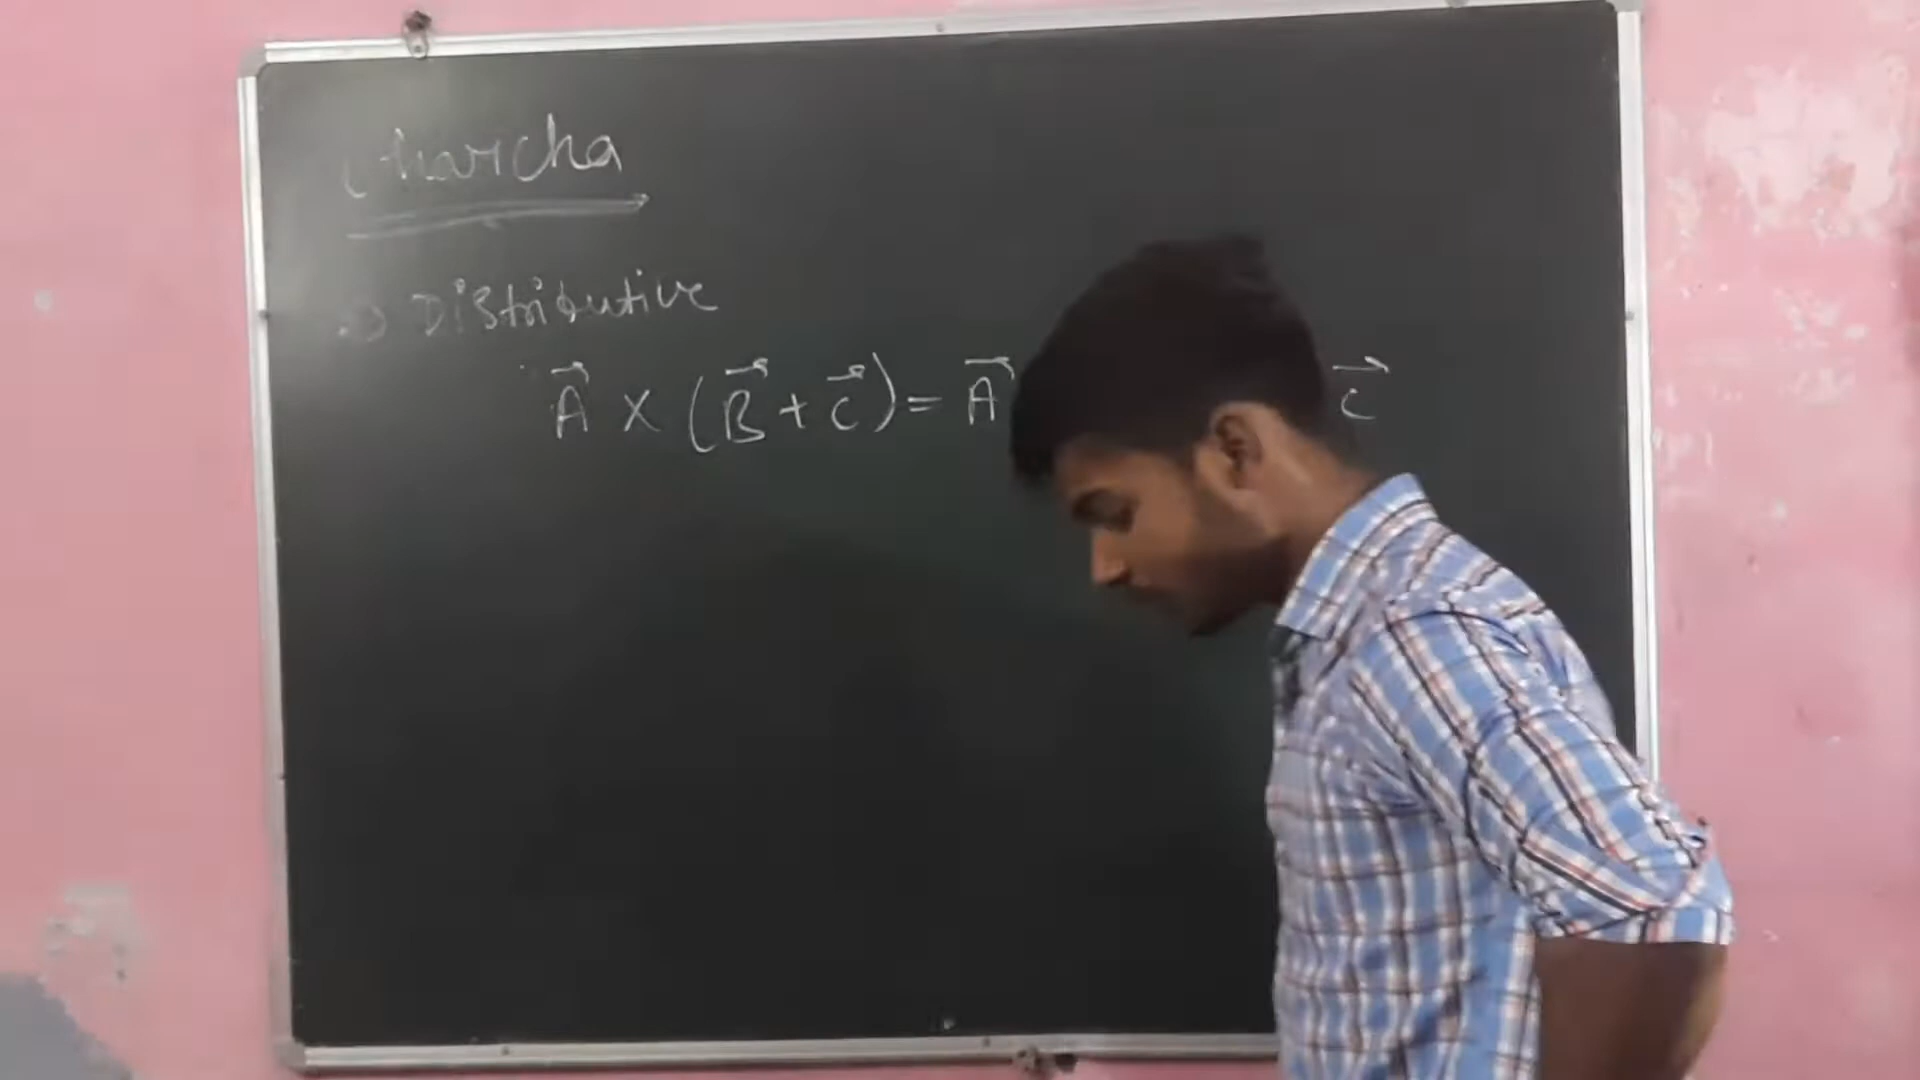 Charcha
Distributive
A⃗ × (B⃗ + C⃗) = A⃗ C⃗